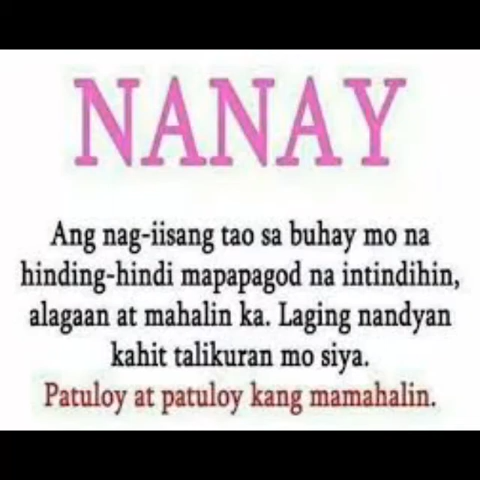 NANAY
Ang nag-iisang tao sa buhay mo na
hinding-hindi mapapagod na intindihin,
alagaan at mahalin ka. Laging nandyan
kahit talikuran mo siya.
Patuloy at patuloy kang mamahalin.